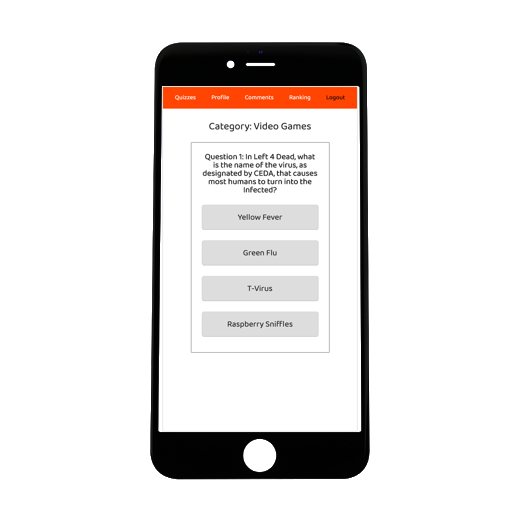 Quizzes Profile Comments Ranking Logout
Category: Video Games
Question 1: In Left 4 Dead, what
is the name of the virus, as
designated by CEDA, that causes
most humans to turn into the
Infected?
Yellow Fever
Green Flu
T-Virus
Raspberry Sniffles